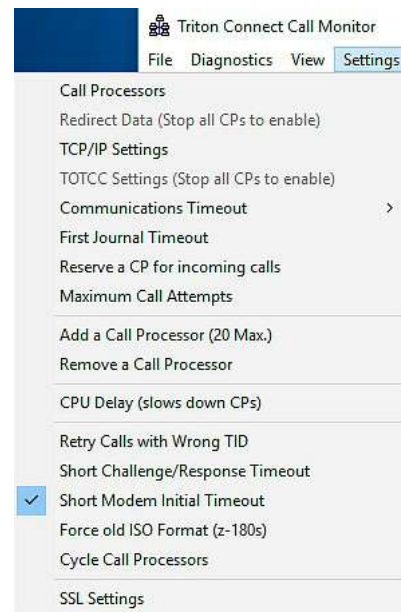 Triton Connect Call Monitor
File Diagnostics View Settings
Call Processors
Redirect Data (Stop all CPs to enable)
TCP/IP Settings
TOTCC Settings (Stop all CPs to enable)
Communications Timeout >
First Journal Timeout
Reserve a CP for incoming calls
Maximum Call Attempts
Add a Call Processor (20 Max.)
Remove a Call Processor
CPU Delay (slows down CPs)
Retry Calls with Wrong TID
Short Challenge/Response Timeout
Short Modem Initial Timeout
Force old ISO Format (z-180s)
Cycle Call Processors
SSL Settings